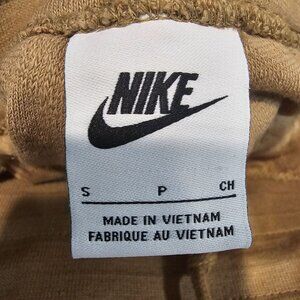 NIKE
S P CH
MADE IN VIETNAM
FABRIQUE AU VIETNAM